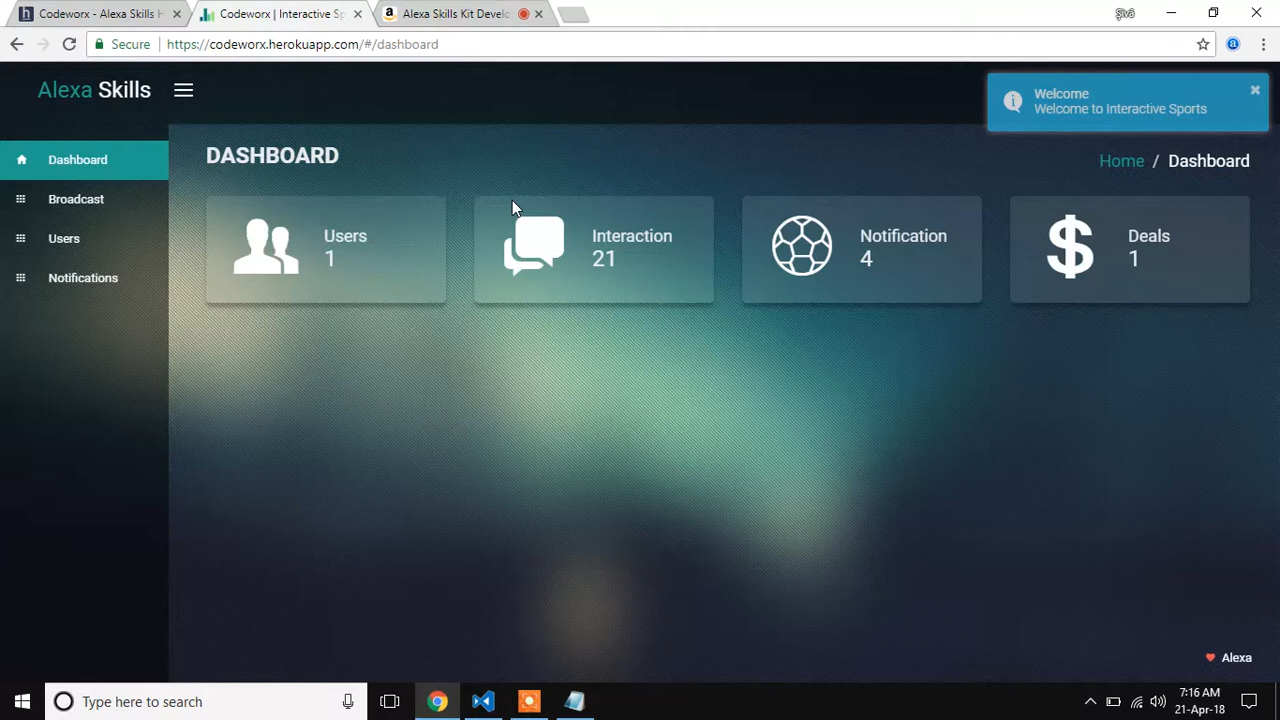 Codeworx - Alexa Skills H
Codeworx | Interactive Sp
Alexa Skills Kit Develo
Şivă
Secure
https://codeworx.herokuapp.com/#/dashboard
Alexa Skills
Welcome
Welcome to Interactive Sports
Dashboard
Broadcast
Users
Notifications
DASHBOARD
Home / Dashboard
Users
1
Interaction
21
Notification
4
Deals
1
Alexa
Type here to search
7:16 AM
21-Apr-18